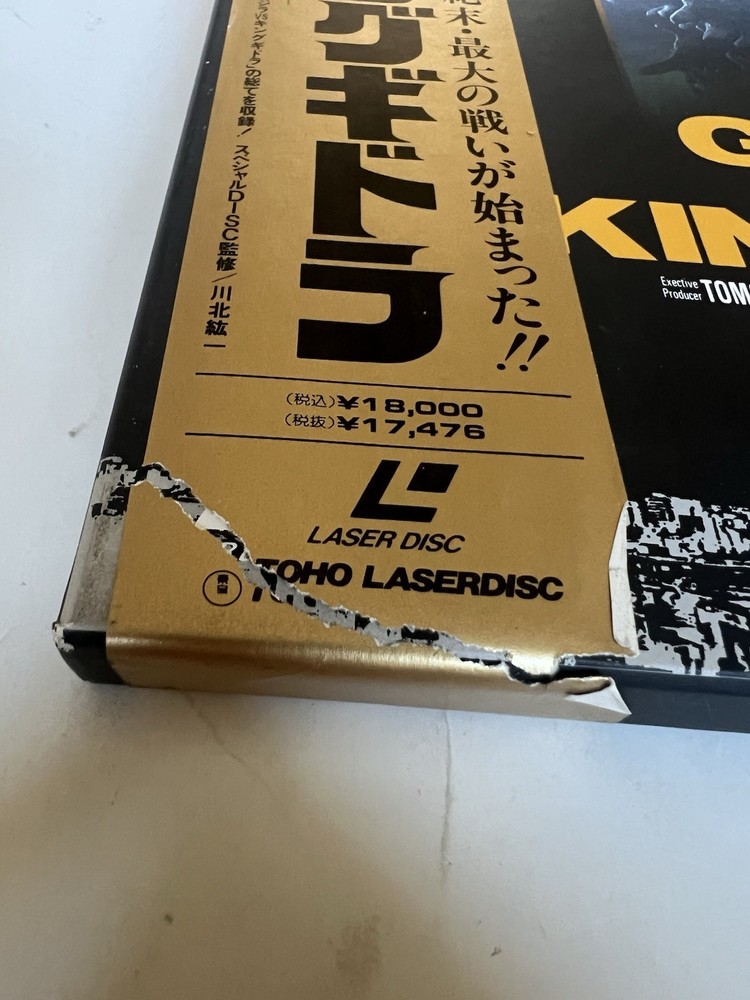 紀末・最大の戦いが始まった!!
グギドラ
ジラVSキングギドラ」の総てを収録! スペシャルDISC監修/川北紘一
(税込)¥18,000
(税抜)¥17,476
LASER DISC
TOHO LASERDISC
G
KIN
Exective Producer TOM